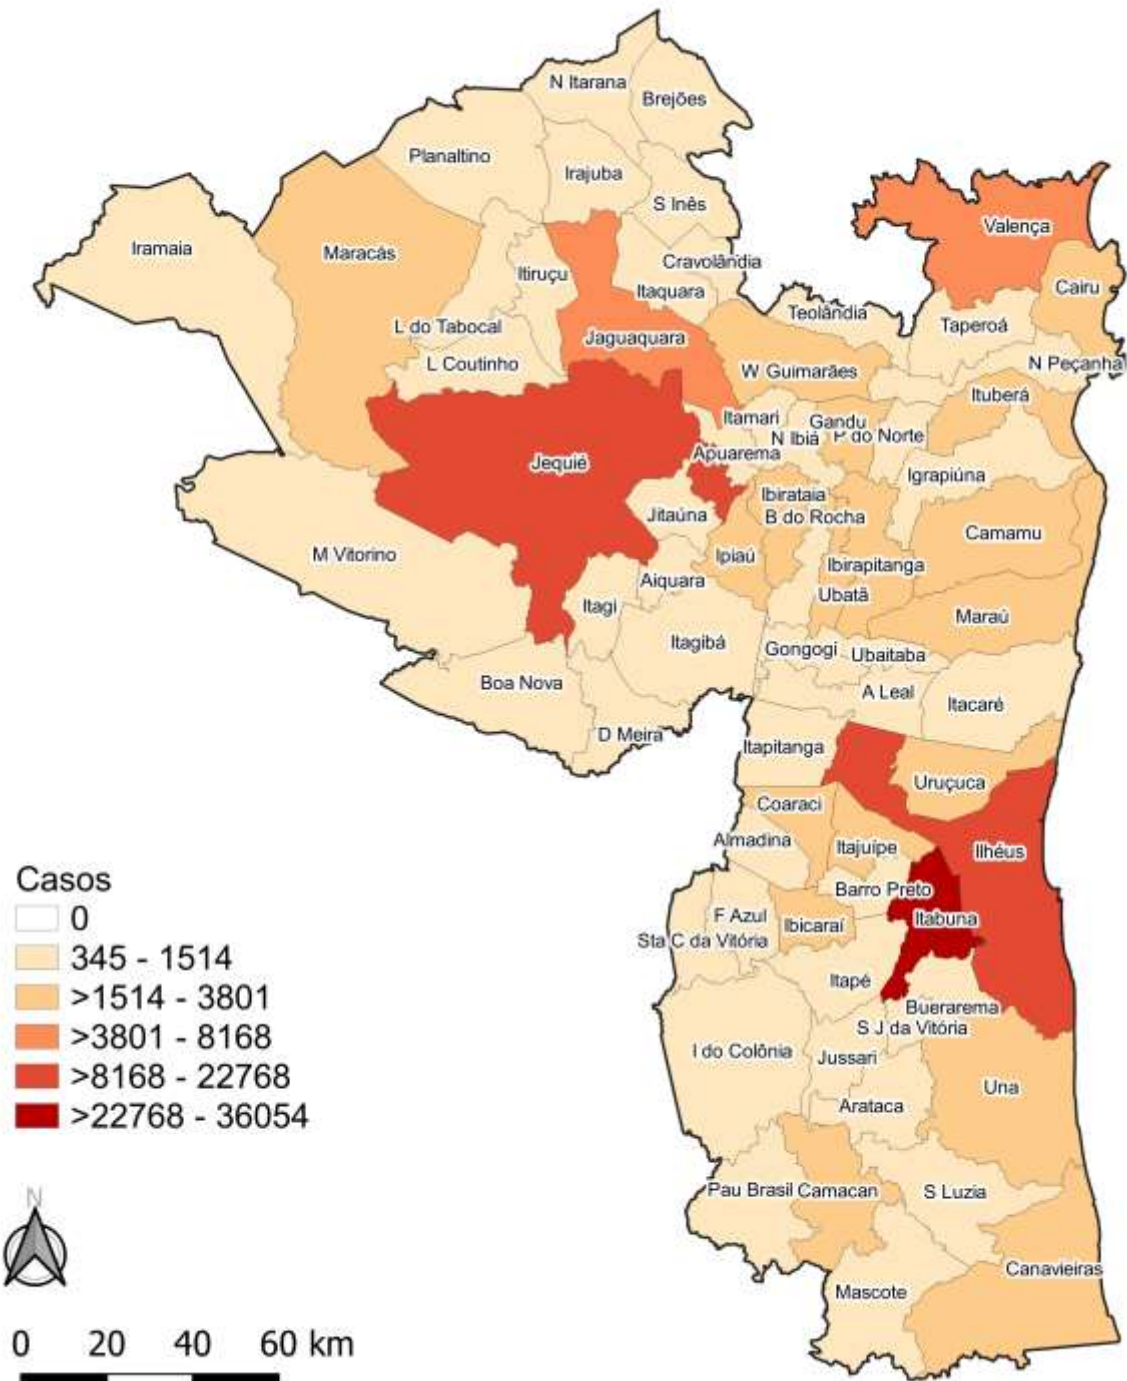 N Itarana
Brejões
Planaltino
Irajuba
S Inês
Valença
Iramaia
Maracás
Cravolândia
Itiruçu
Itaquara
Cairu
Teolândia
Taperoá
L do Tabocal
Jaguaquara
L Coutinho
W Guimarães
N Peçanha
Ituberá
Itamari
Gandu
N Ibiá
P do Norte
Apuarema
Jequié
Igrapiúna
Ibirataia
Jitaúna
B do Rocha
Camamu
M Vitorino
Ipiaú
Ibirapitanga
Aiquara
Ubatã
Itagi
Maraú
Itagibá
Gongogi
Ubaitaba
Boa Nova
A Leal
Itacaré
D Meira
Itapitanga
Uruçuca
Coaraci
Almadina
Itajuípe
Ilhéus
Barro Preto
F Azul
Ibicaraí
Itabuna
Sta C da Vitória
Itapé
Buerarema
S J da Vitória
I do Colônia
Jussari
Una
Arataca
Pau Brasil
Camacan
S Luzia
Canavieiras
Mascote
Casos
0
345 - 1514
>1514 - 3801
>3801 - 8168
>8168 - 22768
>22768 - 36054
N
0 20 40 60 km